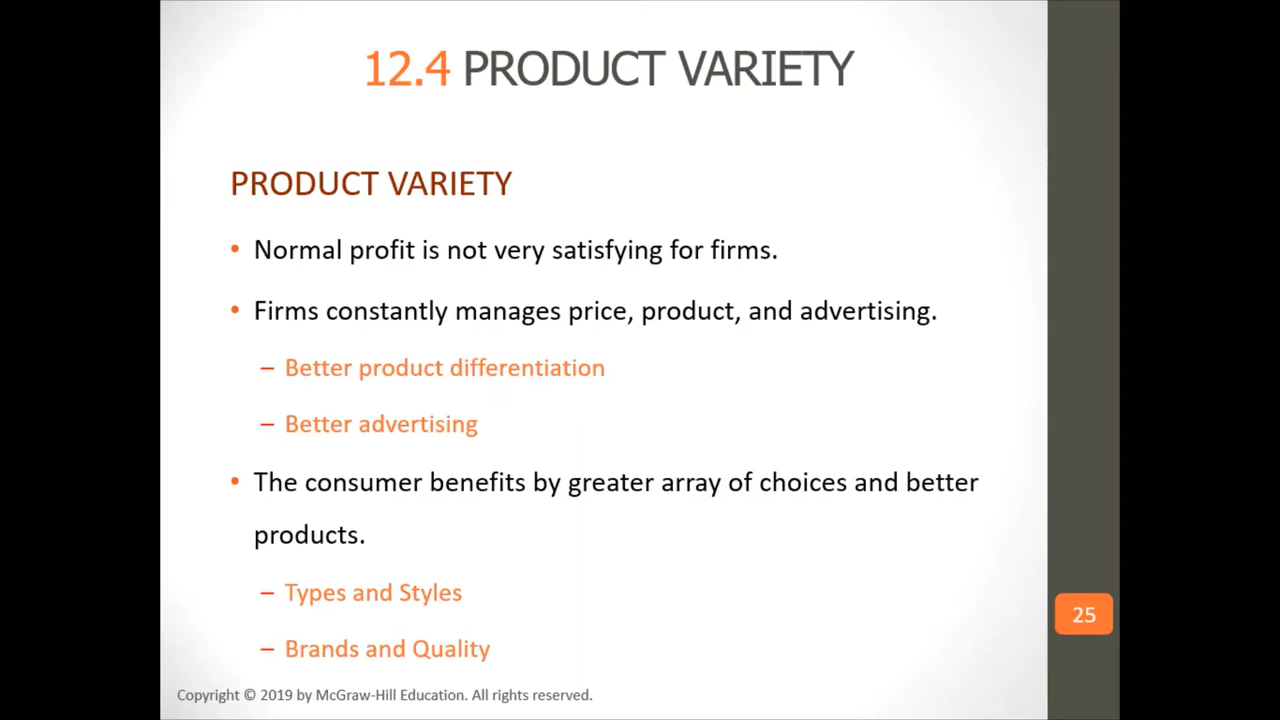 12.4 PRODUCT VARIETY
PRODUCT VARIETY
• Normal profit is not very satisfying for firms.
• Firms constantly manages price, product, and advertising.
– Better product differentiation
– Better advertising
• The consumer benefits by greater array of choices and better
products.
– Types and Styles
– Brands and Quality
25
Copyright © 2019 by McGraw-Hill Education. All rights reserved.